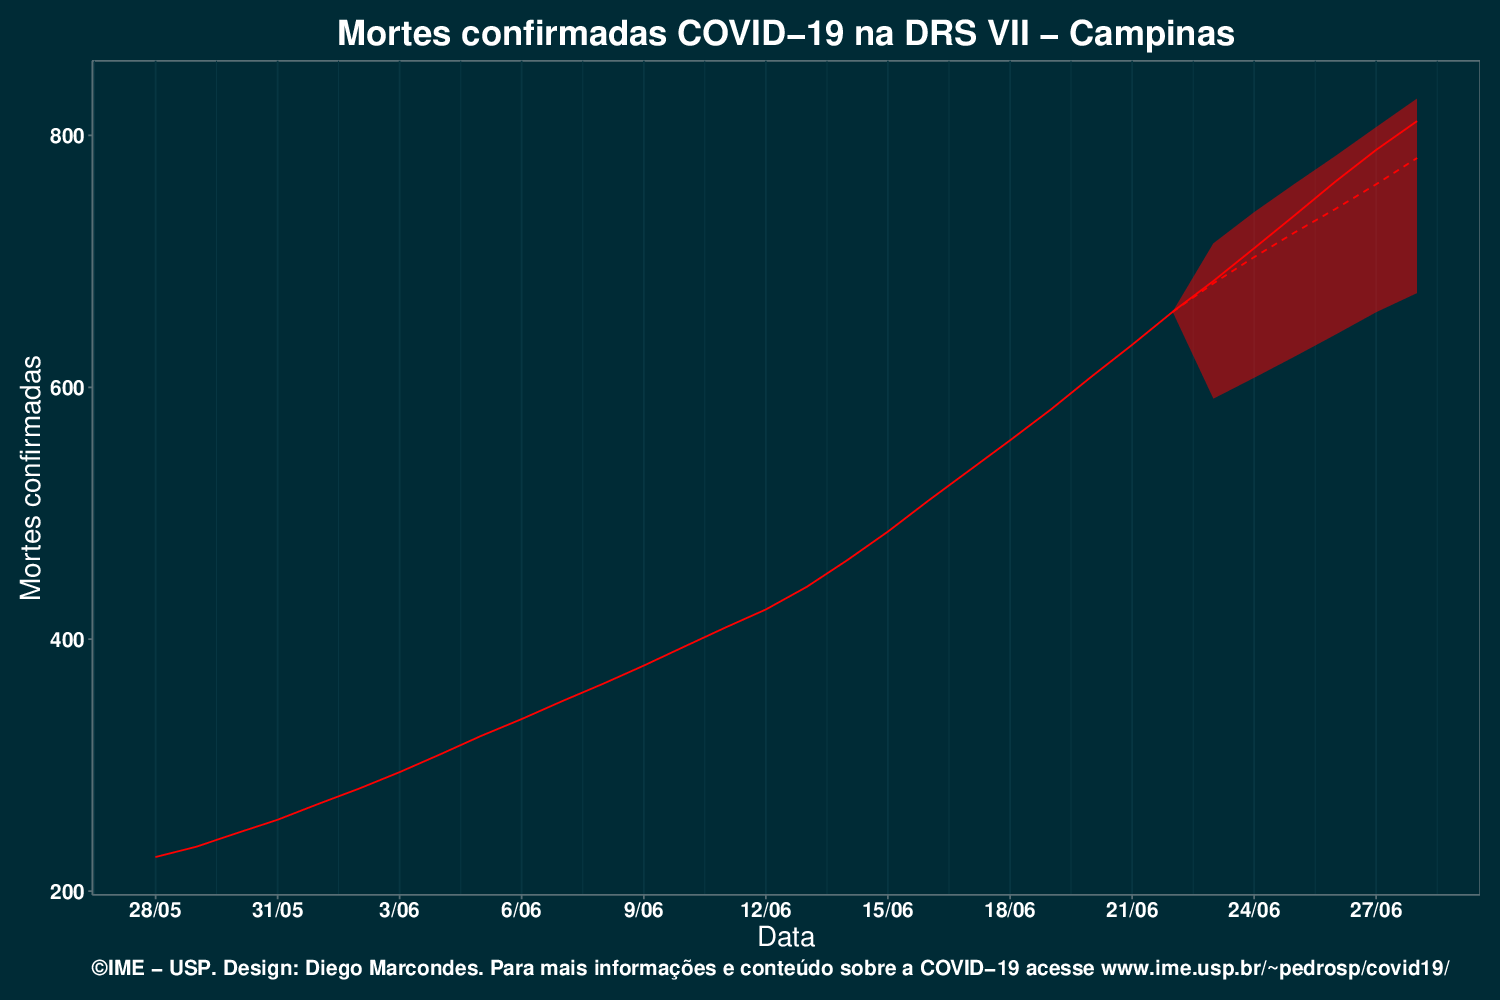 Mortes confirmadas COVID−19 na DRS VII − Campinas
Mortes confirmadas
800
600
400
200
28/05 31/05 3/06 6/06 9/06 12/06 15/06 18/06 21/06 24/06 27/06
Data
©IME − USP. Design: Diego Marcondes. Para mais informações e conteúdo sobre a COVID−19 acesse www.ime.usp.br/~pedrosp/covid19/